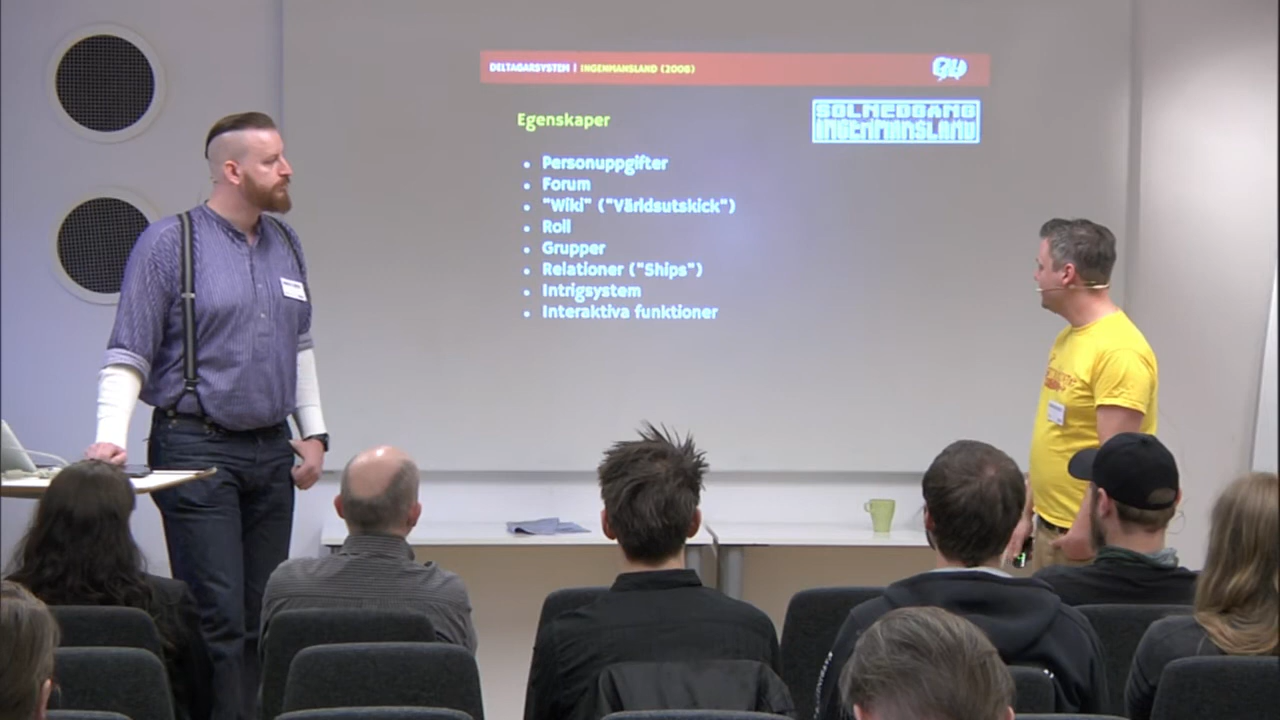 DELTAGARSYSTEM | INGENMANSLAND (2008)
Egenskaper
SOLNEDGÅNG
INGENMANSLAND
• Personuppgifter
• Forum
• "Wiki" ("Världsutskick")
• Roll
• Grupper
• Relationer ("Ships")
• Intrigsystem
• Interaktiva funktioner